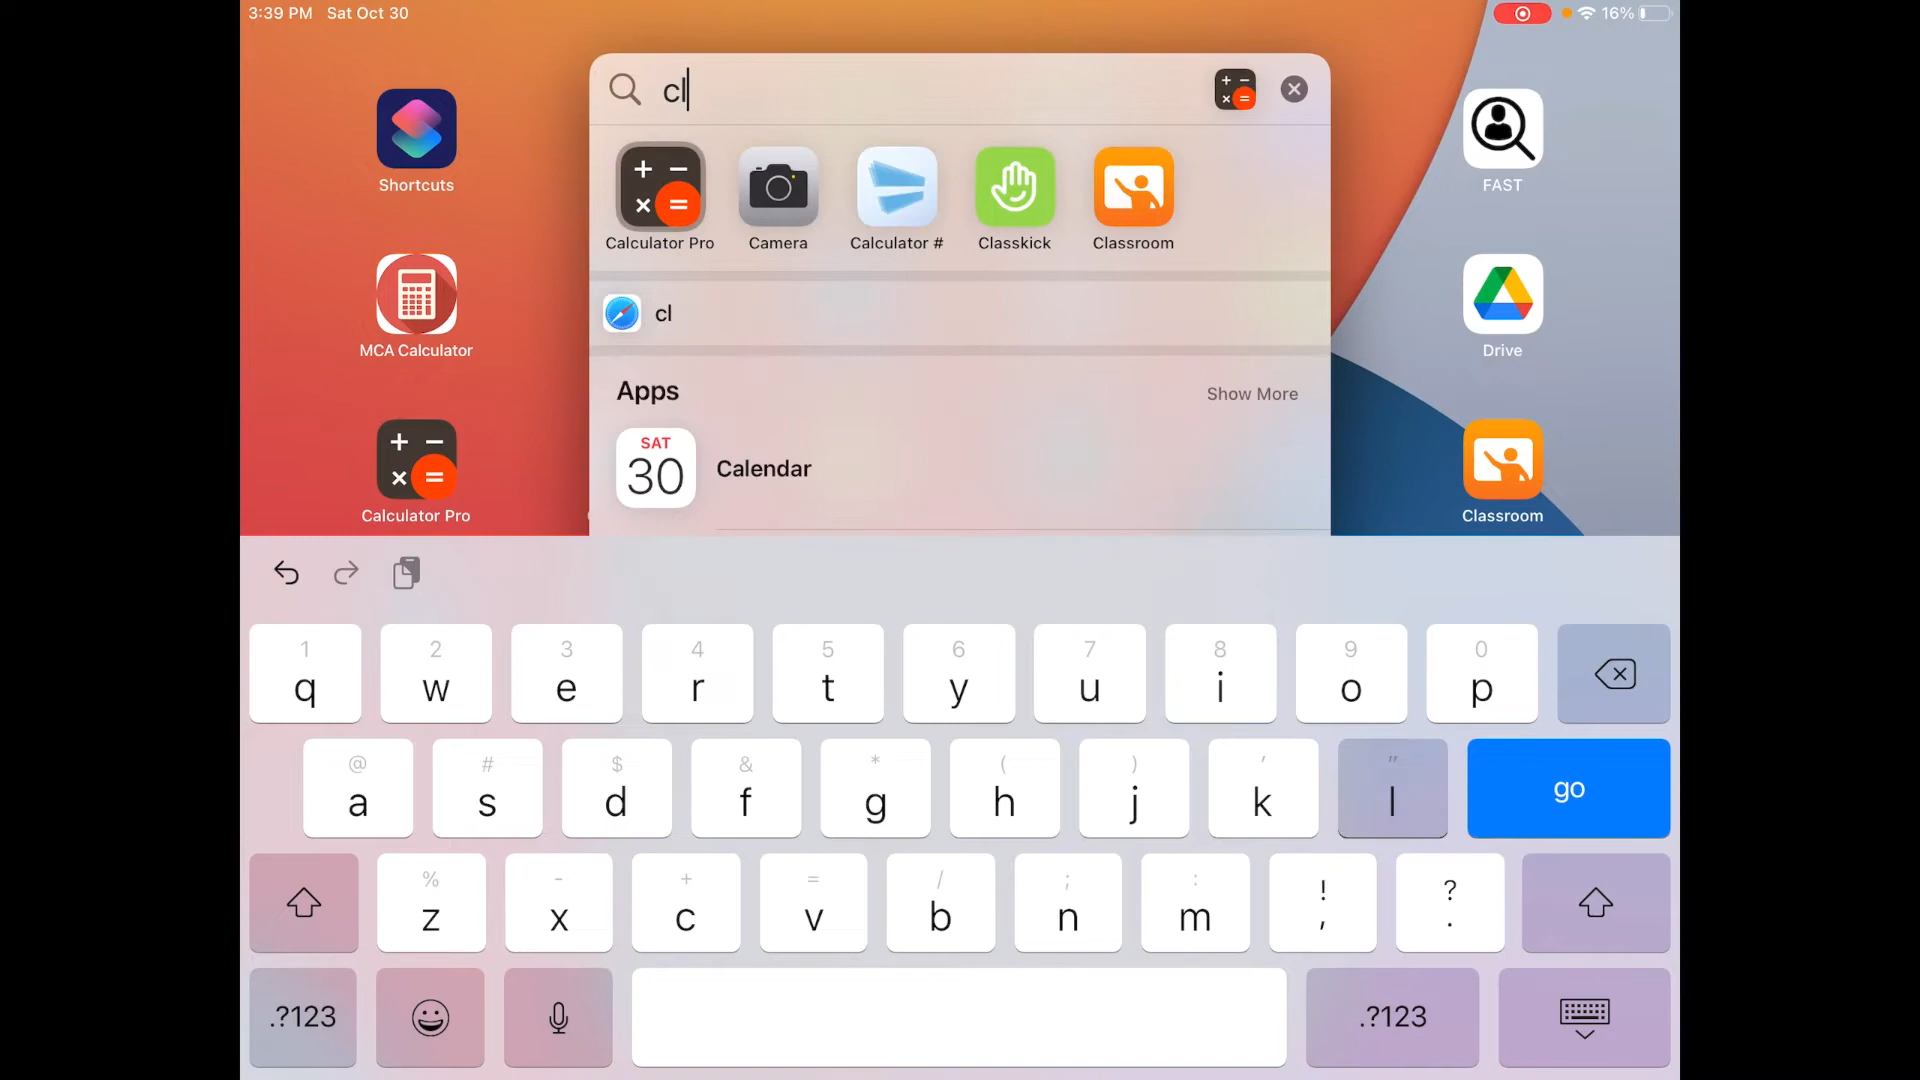 3:39 PM Sat Oct 30
16%
cl
Shortcuts
MCA Calculator
Calculator Pro
Calculator Pro
Camera
Calculator #
Classkick
Classroom
cl
Apps
Show More
SAT
30
Calendar
FAST
Drive
Classroom
1 2 3 4 5 6 7 8 9 0
q w e r t y u i o p
@ # $ & * ( ) ' "
a s d f g h j k l go
% - + = / ; : ! ?
z x c v b n m , .
.?123 .?123